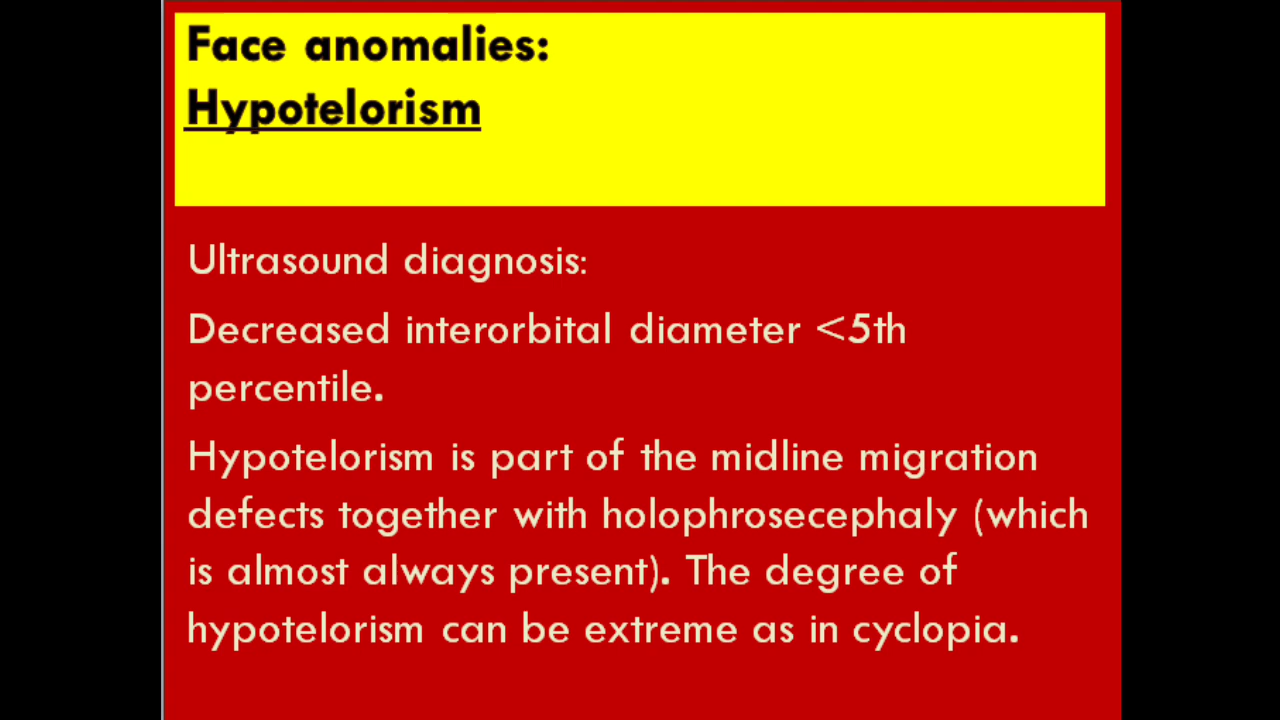 Face anomalies:
Hypotelorism
Ultrasound diagnosis:
Decreased interorbital diameter <5th
percentile.
Hypotelorism is part of the midline migration
defects together with holophrosecephaly (which
is almost always present). The degree of
hypotelorism can be extreme as in cyclopia.